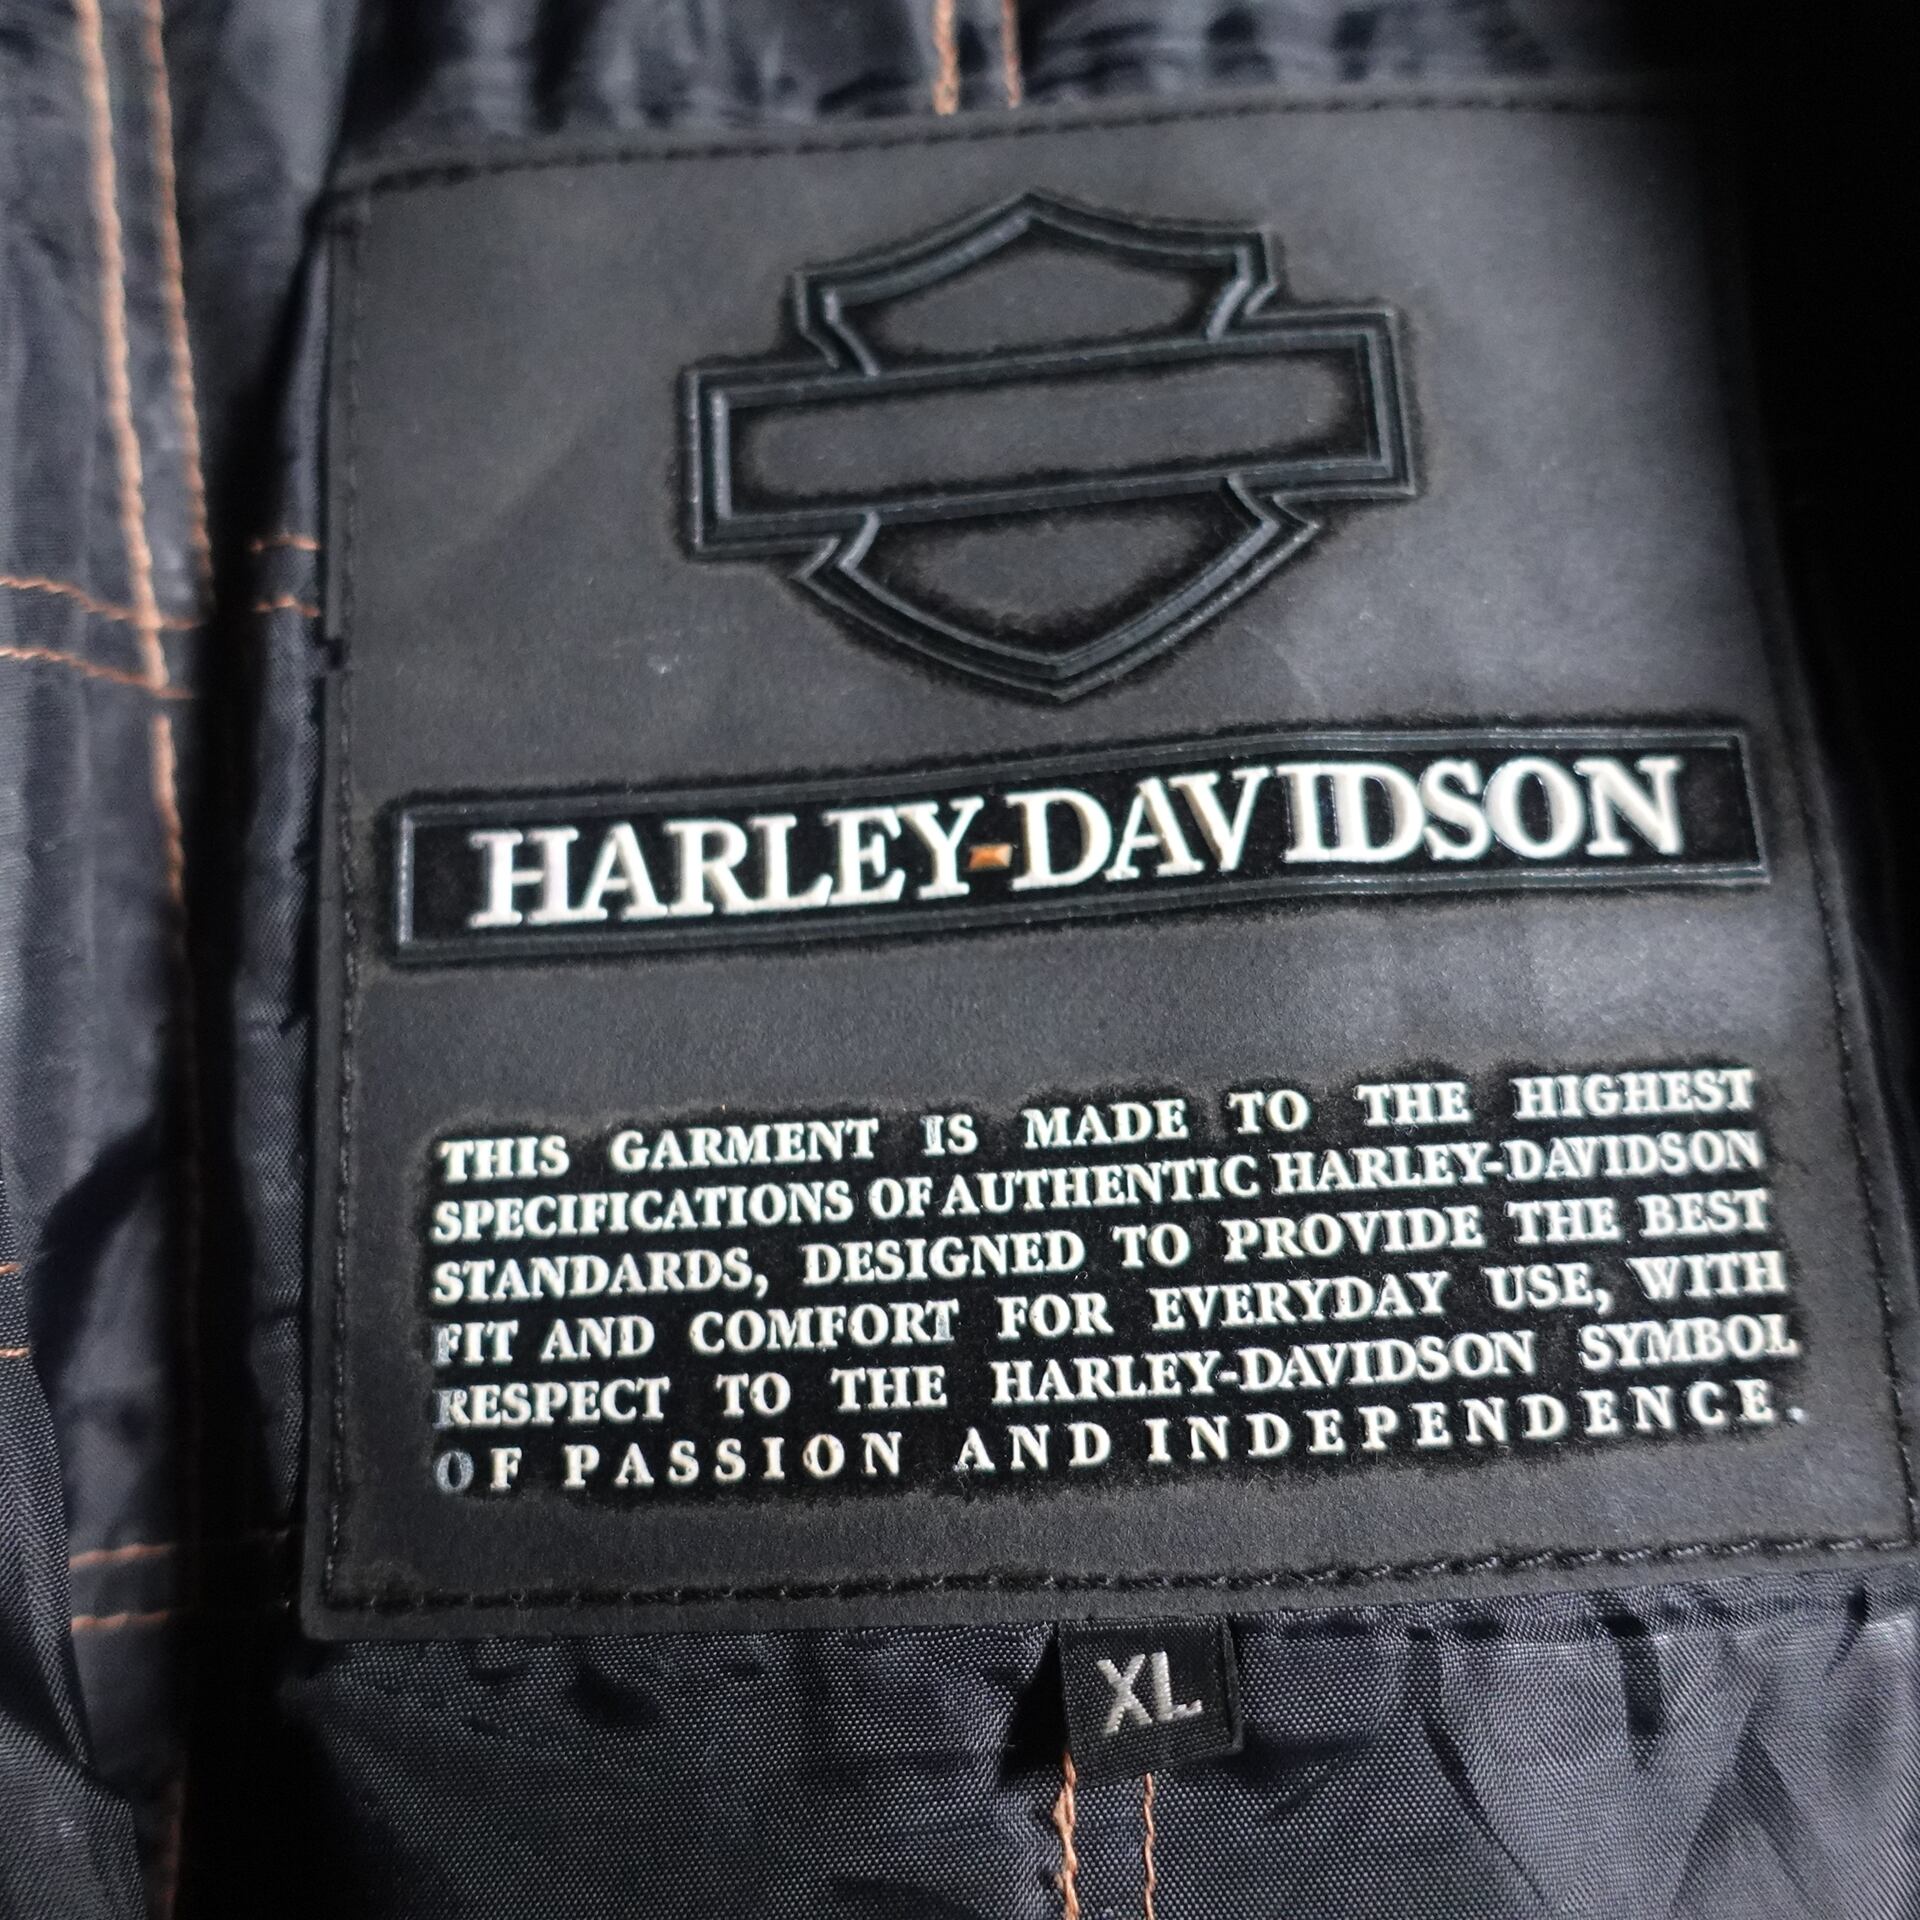 HARLEY-DAVIDSON
THIS GARMENT IS MADE TO THE HIGHEST
SPECIFICATIONS OF AUTHENTIC HARLEY-DAVIDSON
STANDARDS, DESIGNED TO PROVIDE THE BEST
FIT AND COMFORT FOR EVERYDAY USE, WITH
RESPECT TO THE HARLEY-DAVIDSON SYMBOL
OF PASSION AND INDEPENDENCE.
XL